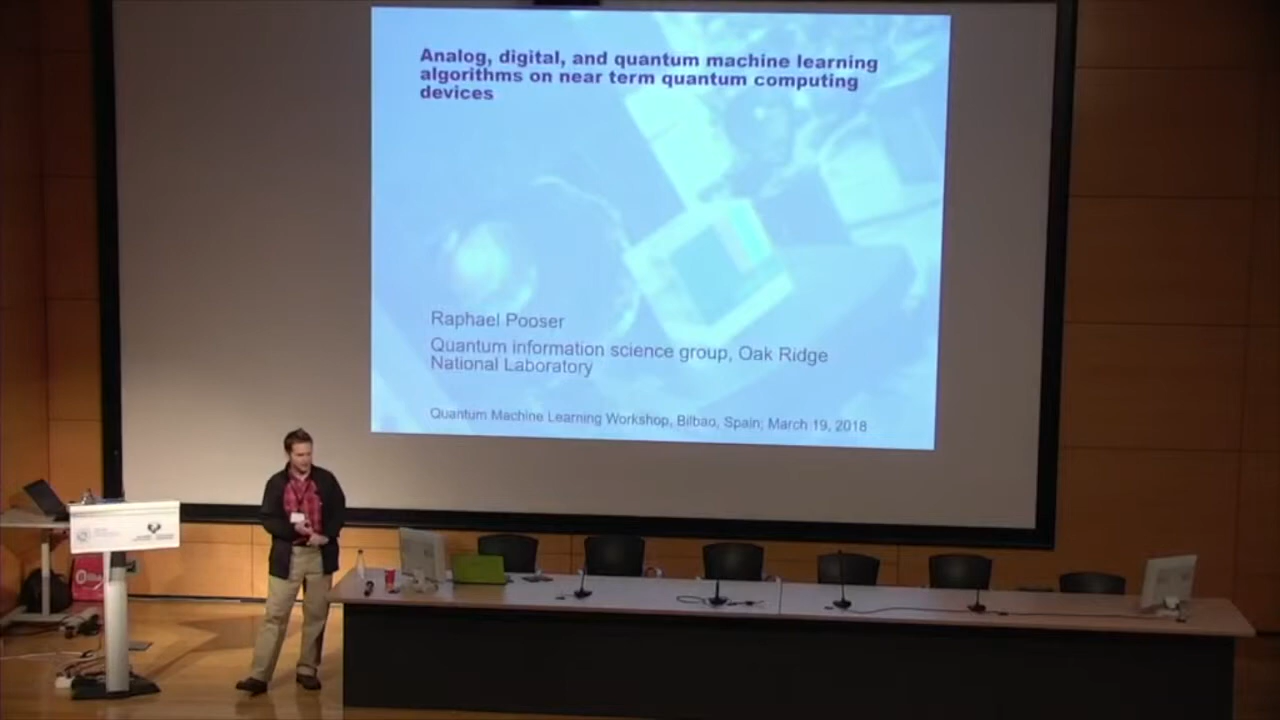 Analog, digital, and quantum machine learning
algorithms on near term quantum computing
devices
Raphael Pooser
Quantum information science group, Oak Ridge
National Laboratory
Quantum Machine Learning Workshop, Bilbao, Spain; March 19, 2018